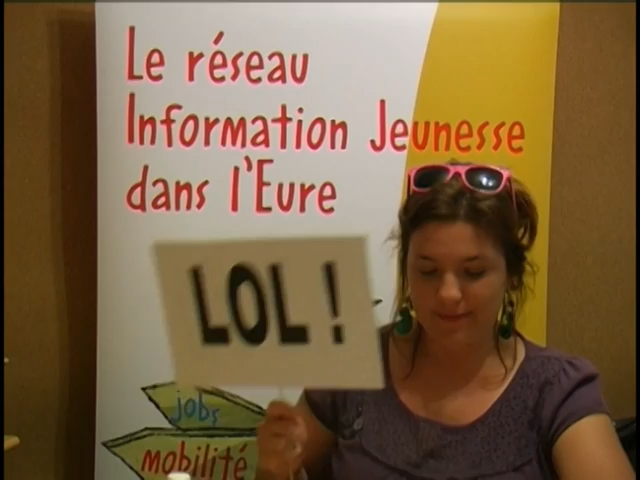 Le réseau
Information Jeunesse
dans l'Eure
LOL !
jobs
mobilité